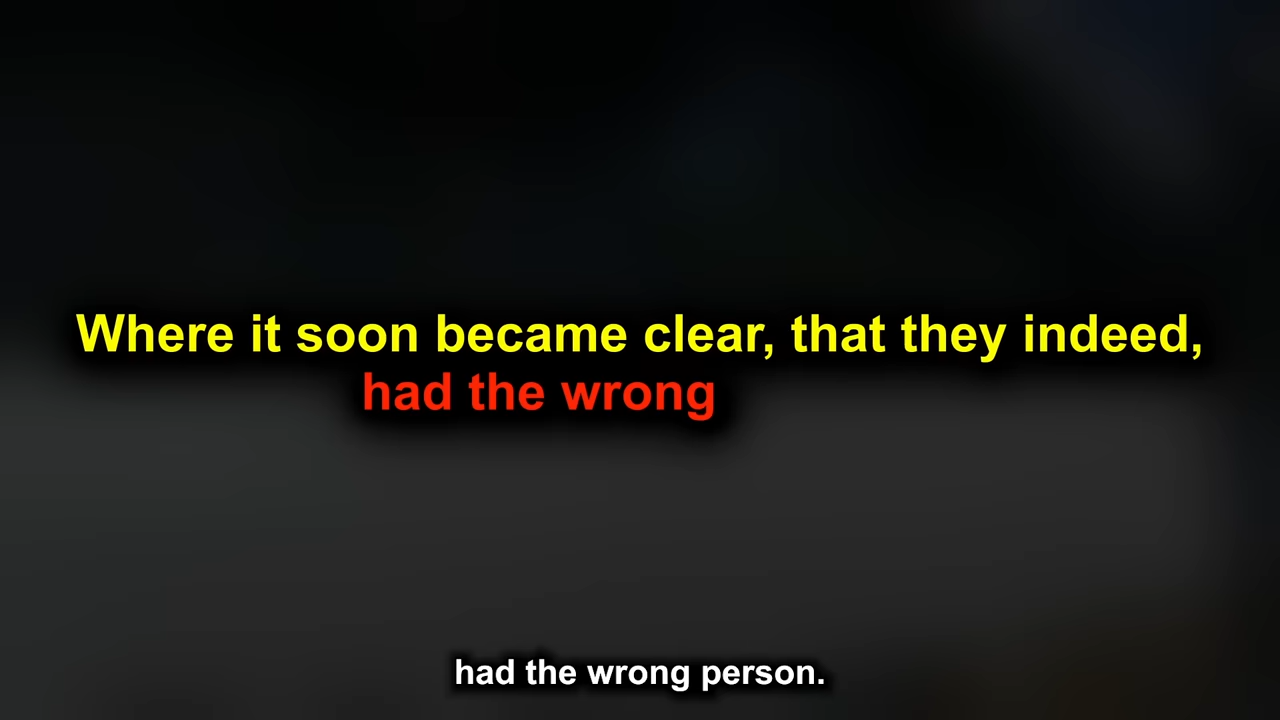 Where it soon became clear, that they indeed,
had the wrong
had the wrong person.